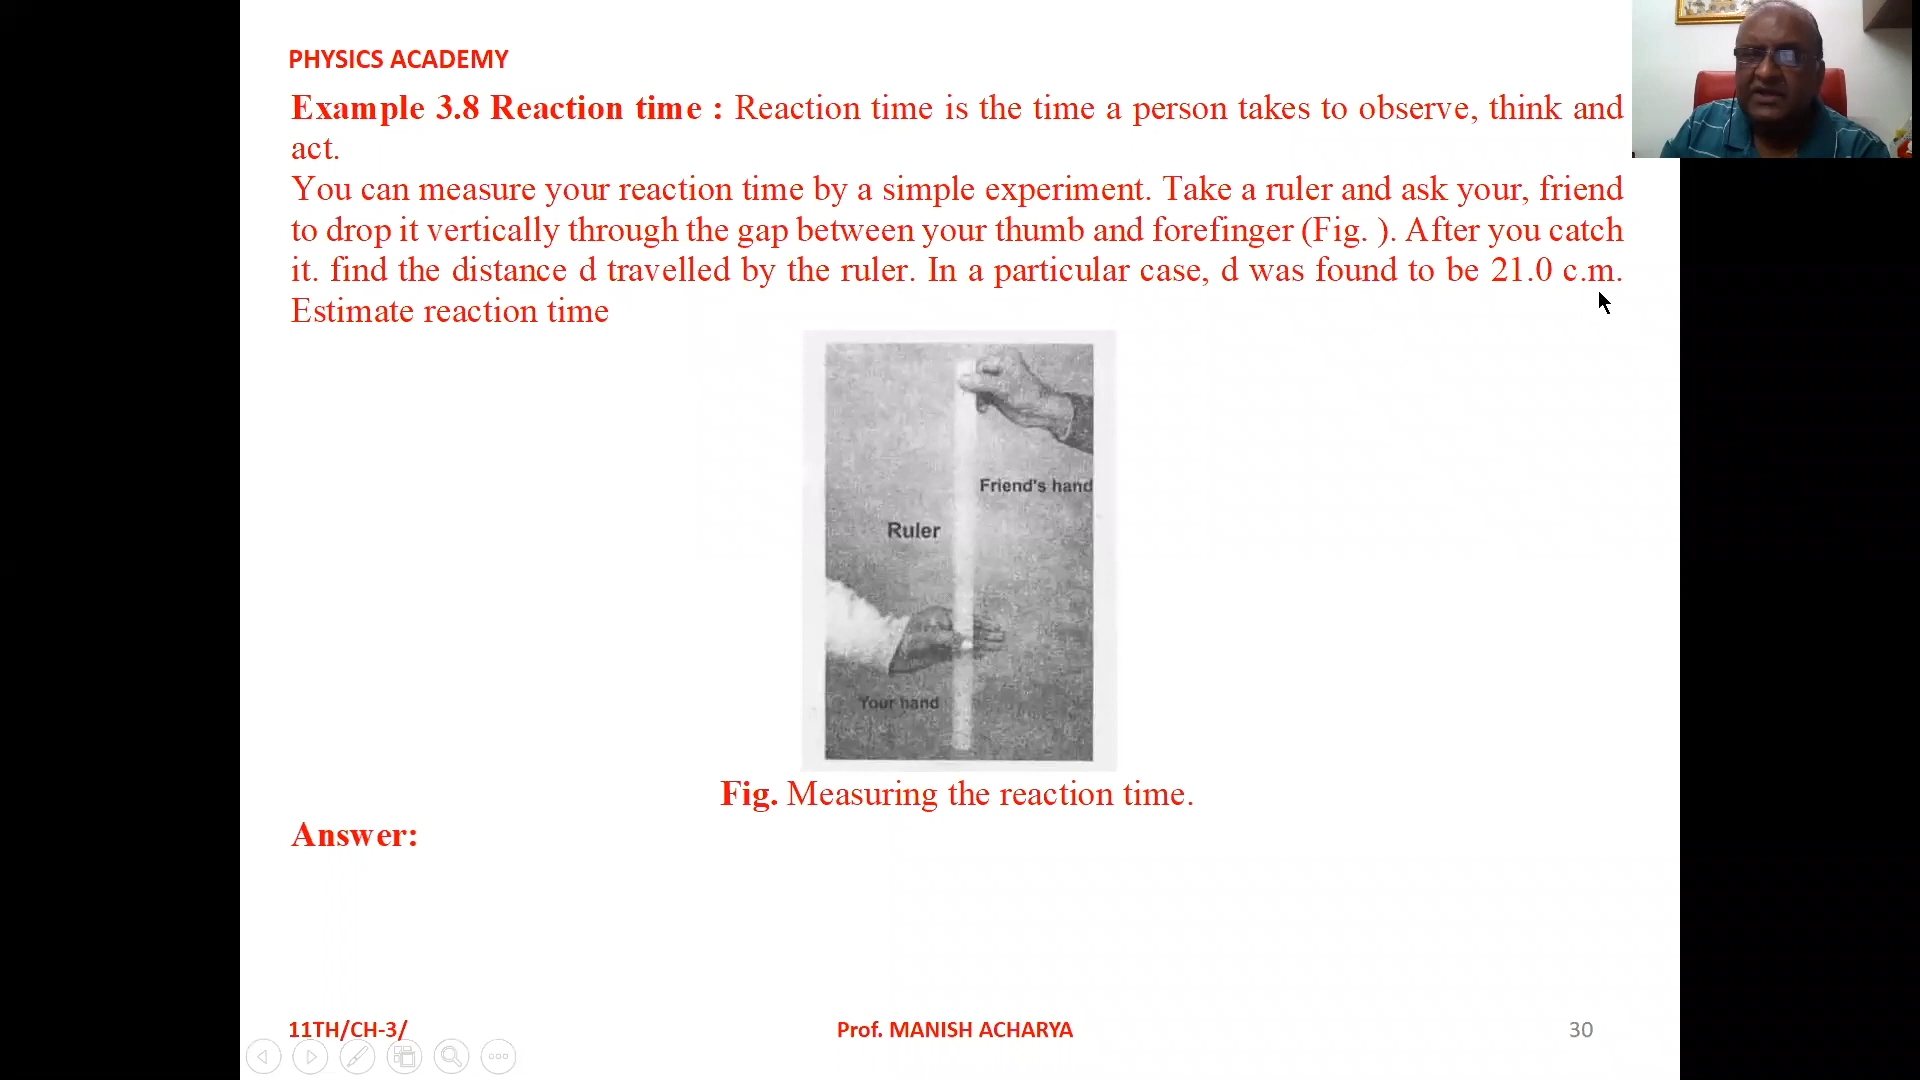 PHYSICS ACADEMY
Example 3.8 Reaction time : Reaction time is the time a person takes to observe, think and
act.
You can measure your reaction time by a simple experiment. Take a ruler and ask your, friend
to drop it vertically through the gap between your thumb and forefinger (Fig. ). After you catch
it. find the distance d travelled by the ruler. In a particular case, d was found to be 21.0 c.m.
Estimate reaction time
Friend's hand
Ruler
Your hand
Fig. Measuring the reaction time.
Answer:
11TH/CH-3/
Prof. MANISH ACHARYA
30